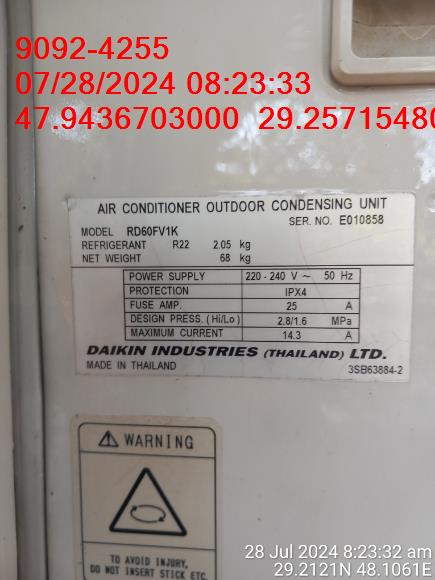 9092-4255
07/28/2024 08:23:33
47.9436703000 29.25715480
AIR CONDITIONER OUTDOOR CONDENSING UNIT
SER. NO. E010858
MODEL RD60FV1K
REFRIGERANT R22 2.05 kg
NET WEIGHT 68 kg
POWER SUPPLY 220 - 240 V ~ 50 Hz
PROTECTION IPX4
FUSE AMP. 25 A
DESIGN PRESS. (Hi/Lo) 2.8/1.6 MPa
MAXIMUM CURRENT 14.3 A
DAIKIN INDUSTRIES (THAILAND) LTD.
MADE IN THAILAND 3SB63884-2
WARNING
TO AVOID INJURY,
DO NOT INSERT STICK ETC.
28 Jul 2024 8:23:32 am
29.2121N 48.1061E